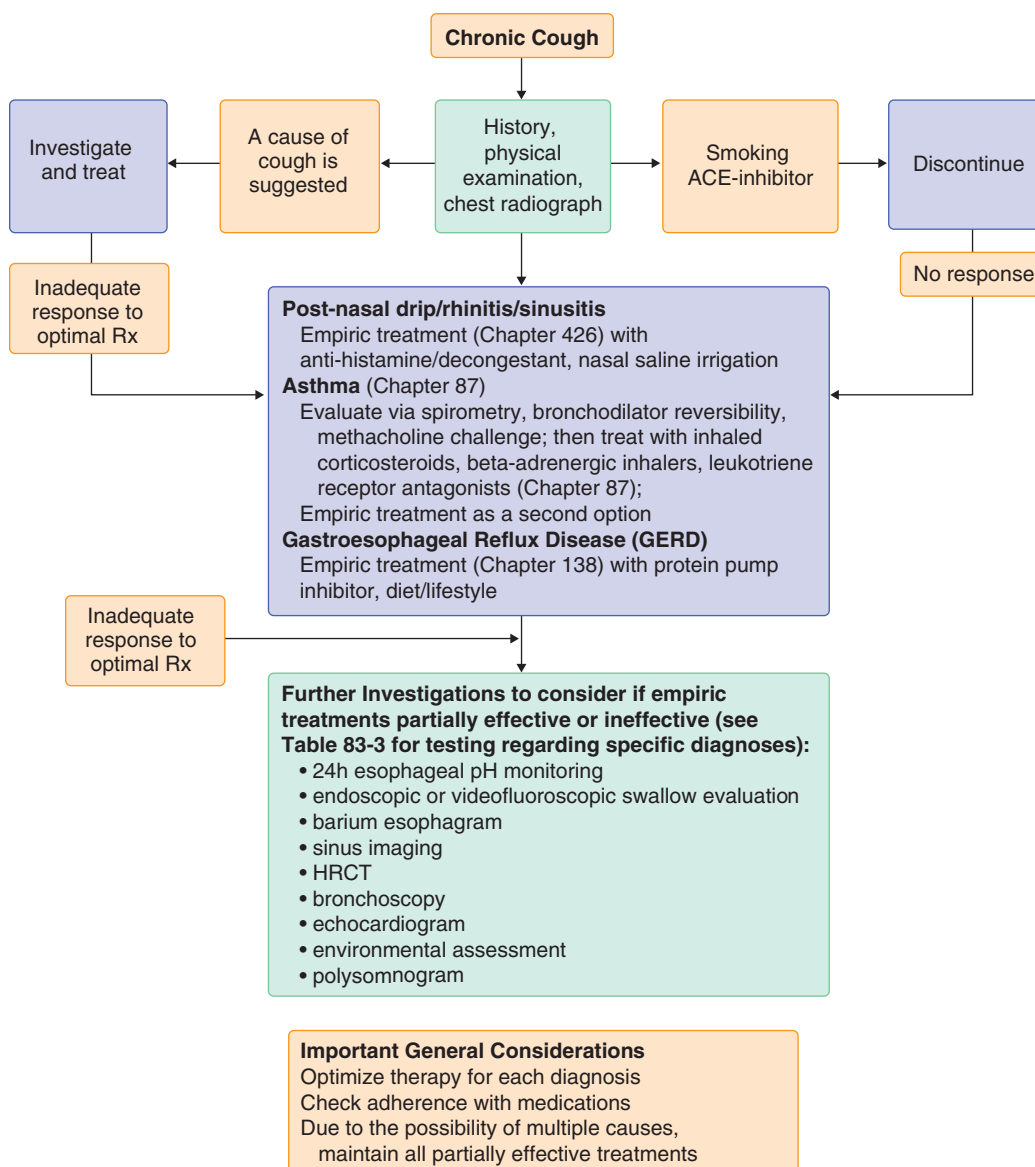 Chronic Cough
Investigate
and treat
A cause of
cough is
suggested
History,
physical
examination,
chest radiograph
Smoking
ACE-inhibitor
Discontinue
Inadequate
response to
optimal Rx
No response
Post-nasal drip/rhinitis/sinusitis
Empiric treatment (Chapter 426) with
anti-histamine/decongestant, nasal saline irrigation
Asthma (Chapter 87)
Evaluate via spirometry, bronchodilator reversibility,
methacholine challenge; then treat with inhaled
corticosteroids, beta-adrenergic inhalers, leukotriene
receptor antagonists (Chapter 87);
Empiric treatment as a second option
Gastroesophageal Reflux Disease (GERD)
Empiric treatment (Chapter 138) with protein pump
inhibitor, diet/lifestyle
Inadequate
response to
optimal Rx
Further Investigations to consider if empiric
treatments partially effective or ineffective (see
Table 83-3 for testing regarding specific diagnoses):
• 24h esophageal pH monitoring
• endoscopic or videofluoroscopic swallow evaluation
• barium esophagram
• sinus imaging
• HRCT
• bronchoscopy
• echocardiogram
• environmental assessment
• polysomnogram
Important General Considerations
Optimize therapy for each diagnosis
Check adherence with medications
Due to the possibility of multiple causes,
maintain all partially effective treatments